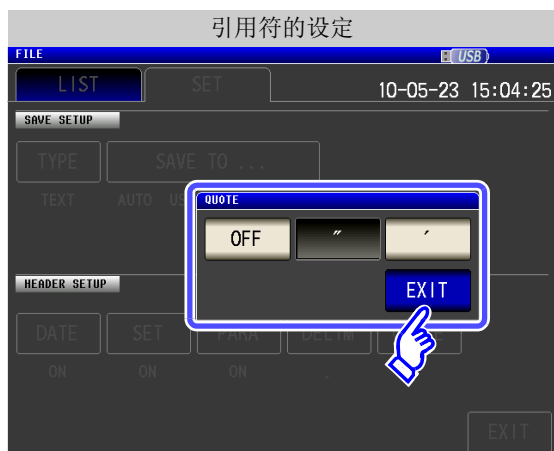 引用符的设定
FILE
USB
LIST SET 10-05-23 15:04:25
SAVE SETUP
TYPE SAVE TO ...
TEXT AUTO US
QUOTE
OFF " '
EXIT
HEADER SETUP
DATE SET PARA DELIM
ON ON ON .
EXIT